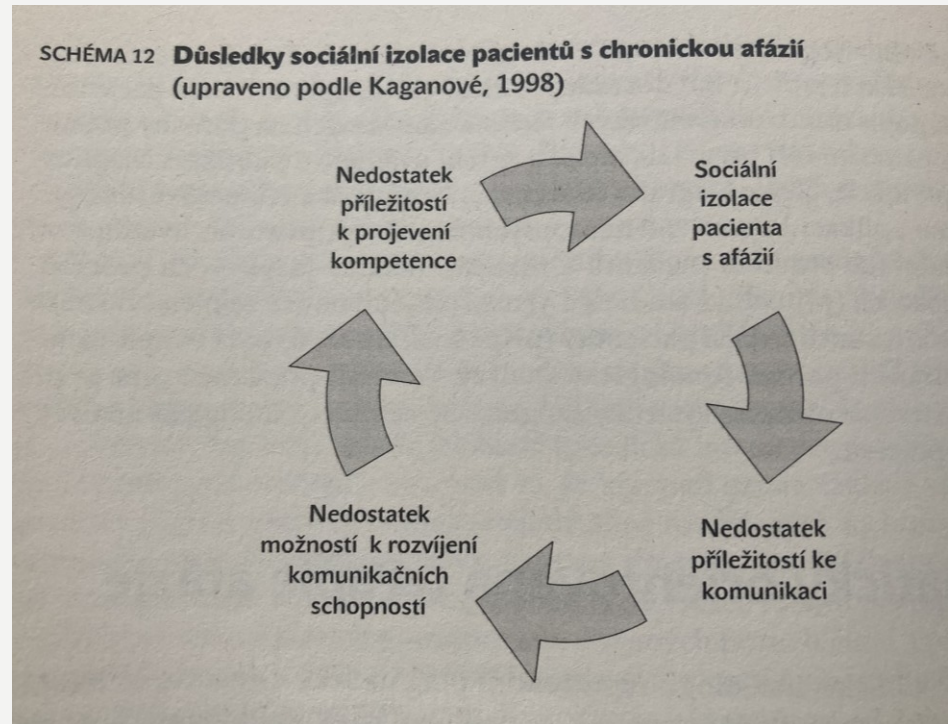 SCHÉMA 12 Důsledky sociální izolace pacientů s chronickou afázií
(upraveno podle Kaganové, 1998)
Nedostatek
příležitostí
k projevení
kompetence
Sociální
izolace
pacienta
s afázií
Nedostatek
příležitostí ke
komunikaci
Nedostatek
možností k rozvíjení
komunikačních
schopností